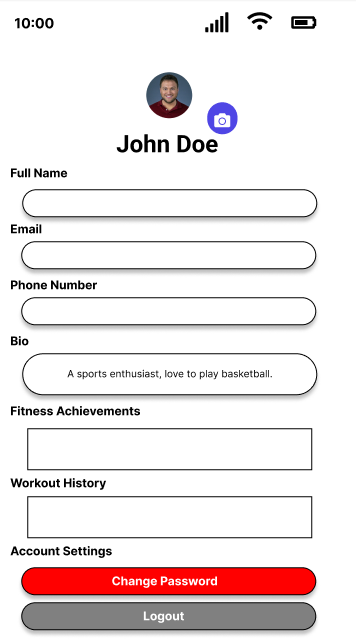 10:00
John Doe
Full Name
Email
Phone Number
Bio
A sports enthusiast, love to play basketball.
Fitness Achievements
Workout History
Account Settings
Change Password
Logout